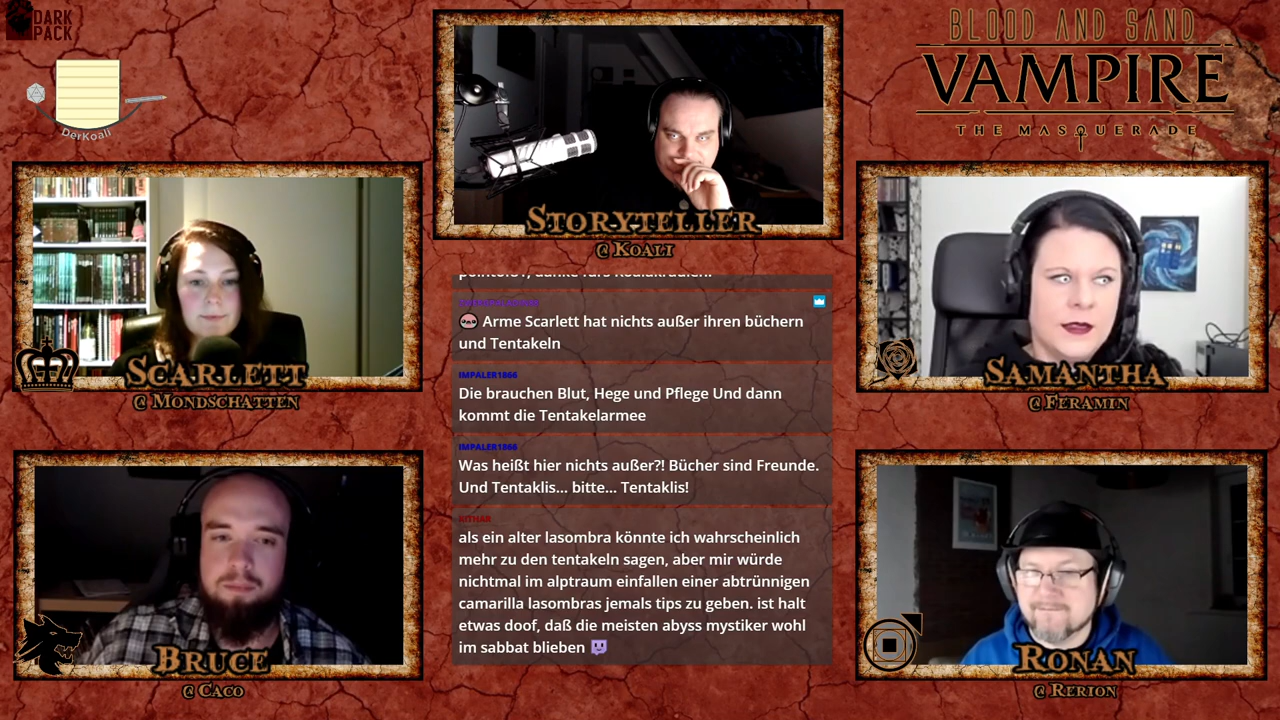 DARK
PACK
DerKoali
BLOOD AND SAND
VAMPIRE
THE MASQUERADE
STORYTELLER
@ KOALI
SCARLETT
@ MONDSCHATTEN
SAMANTHA
@ FERAMIN
BRUCE
@ CACO
RONAN
@ RERION
Arme Scarlett hat nichts außer ihren büchern
und Tentakeln
IMPALER1866
Die brauchen Blut, Hege und Pflege Und dann
kommt die Tentakelarmee
IMPALER1866
Was heißt hier nichts außer?! Bücher sind Freunde.
Und Tentaklis... bitte... Tentaklis!
als ein alter lasombra könnte ich wahrscheinlich
mehr zu den tentakeln sagen, aber mir würde
nichtmal im alptraum einfallen einer abtrünnigen
camarilla lasombras jemals tips zu geben. ist halt
etwas doof, daß die meisten abyss mystiker wohl
im sabbat blieben